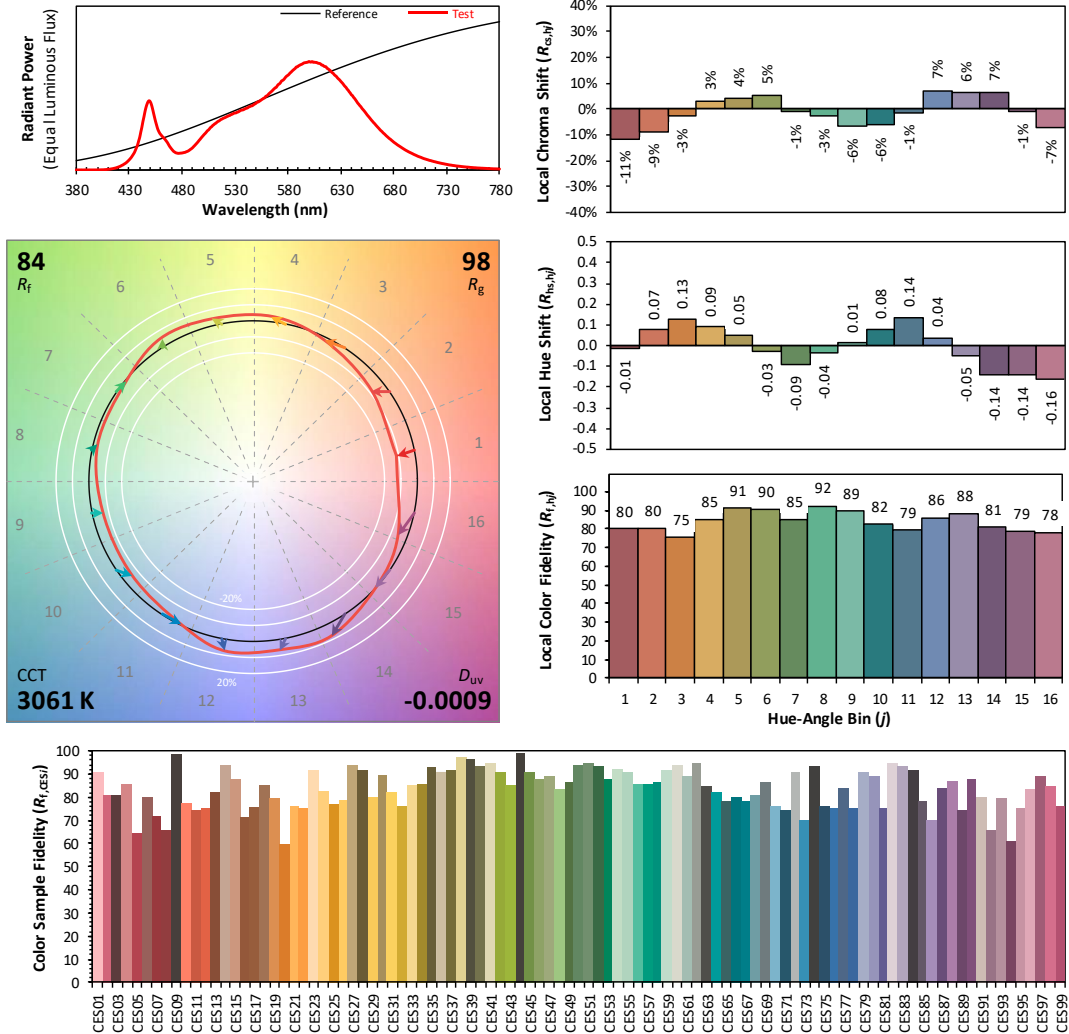 Radiant Power
(Equal Luminous Flux)
Reference
Test
380 430 480 530 580 630 680 730 780
Wavelength (nm)
Local Chroma Shift (Rcs,hj)
40%
30%
20%
10%
0%
-10%
-20%
-30%
-40%
-11% -9% -3% 3% 4% 5% -1% -3% -6% -6% -1% 7% 6% 7% -1% -7%
84
Rf
98
Rg
5 4
6 3
7 2
8 1
9 16
10 15
11 14
12 13
-20%
20%
CCT
3061 K
Duv
-0.0009
Local Hue Shift (Rhs,hj)
0.5
0.4
0.3
0.2
0.1
0.0
-0.1
-0.2
-0.3
-0.4
-0.5
-0.01 0.07 0.13 0.09 0.05 -0.03 -0.09 -0.04 0.01 0.08 0.14 0.04 -0.05 -0.14 -0.14 -0.16
Local Color Fidelity (Rf,hj)
100
90
80
70
60
50
40
30
20
10
0
80 80 75 85 91 90 85 92 89 82 79 86 88 81 79 78
1 2 3 4 5 6 7 8 9 10 11 12 13 14 15 16
Hue-Angle Bin (j)
Color Sample Fidelity (Rf,CESi)
100
90
80
70
60
50
40
30
20
10
0
CES01 CES03 CES05 CES07 CES09 CES11 CES13 CES15 CES17 CES19 CES21 CES23 CES25 CES27 CES29 CES31 CES33 CES35 CES37 CES39 CES41 CES43 CES45 CES47 CES49 CES51 CES53 CES55 CES57 CES59 CES61 CES63 CES65 CES67 CES69 CES71 CES73 CES75 CES77 CES79 CES81 CES83 CES85 CES87 CES89 CES91 CES93 CES95 CES97 CES99